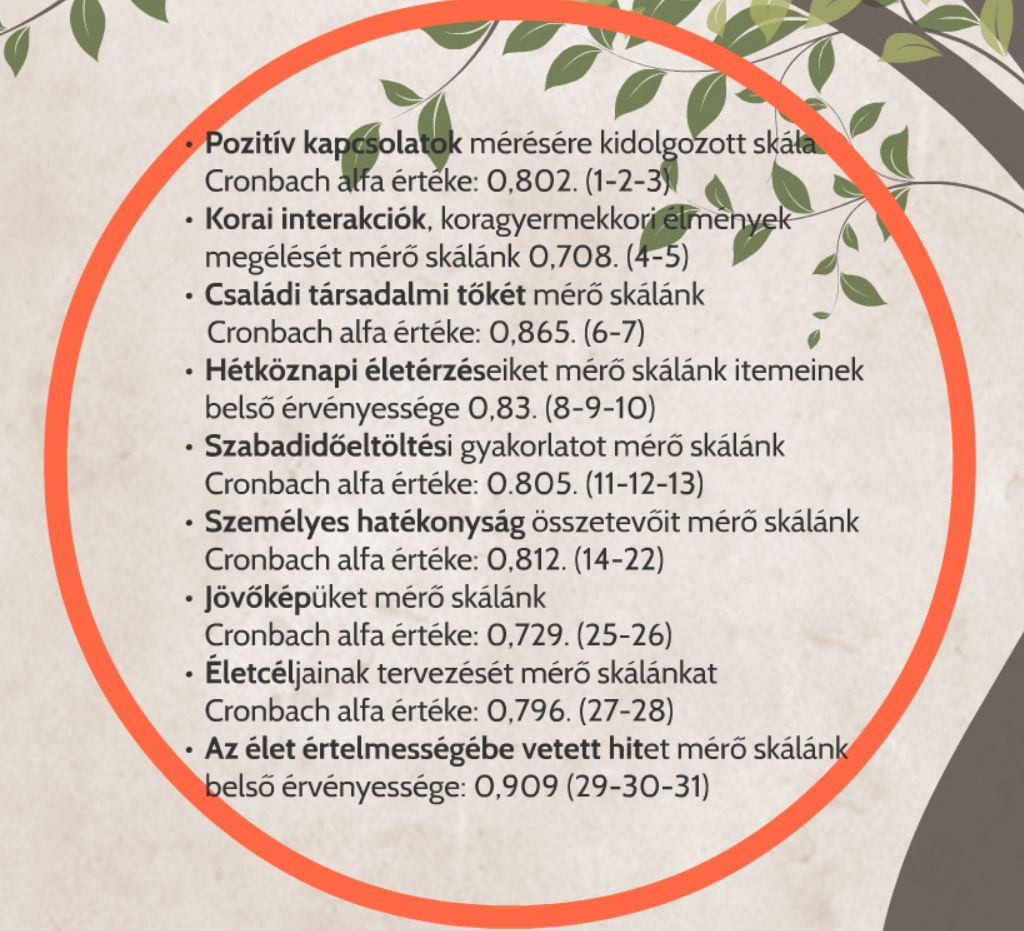 • Pozitív kapcsolatok mérésére kidolgozott skála
Cronbach alfa értéke: 0,802. (1-2-3)
• Korai interakciók, koragyermekkori élmények
megélését mérő skálánk 0,708. (4-5)
• Családi társadalmi tőkét mérő skálánk
Cronbach alfa értéke: 0,865. (6-7)
• Hétköznapi életérzéseiket mérő skálánk itemeinek
belső érvényessége 0,83. (8-9-10)
• Szabadidőeltöltési gyakorlatot mérő skálánk
Cronbach alfa értéke: 0.805. (11-12-13)
• Személyes hatékonyság összetevőit mérő skálánk
Cronbach alfa értéke: 0,812. (14-22)
• Jövőképüket mérő skálánk
Cronbach alfa értéke: 0,729. (25-26)
• Életcéljainak tervezését mérő skálánkat
Cronbach alfa értéke: 0,796. (27-28)
• Az élet értelmességébe vetett hitet mérő skálánk
belső érvényessége: 0,909 (29-30-31)